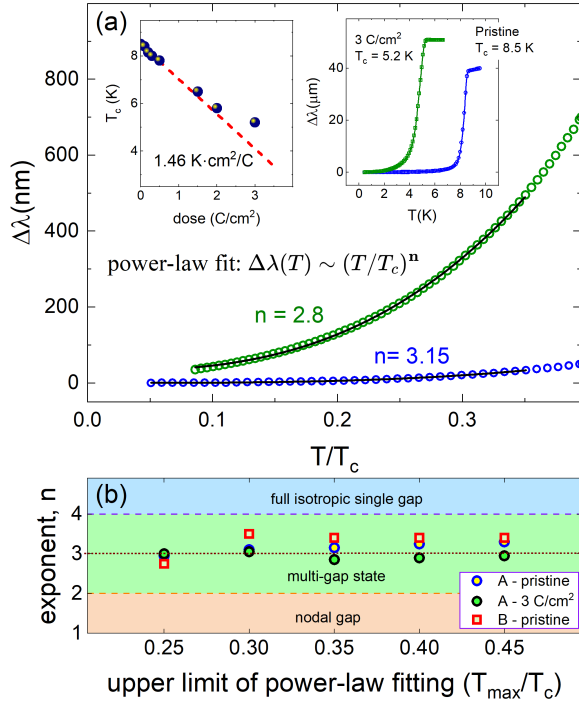 (a)
3 C/cm²
T_c = 5.2 K
Pristine
T_c = 8.5 K
1.46 K·cm²/C
T_c (K)
dose (C/cm²)
0 1 2 3
4
6
8
10
Δλ(μm)
T(K)
0 2 4 6 8 10
0
20
40
Δλ(nm)
0
200
400
600
800
power-law fit: Δλ(T) ~ (T/T_c)^n
n = 2.8
n= 3.15
0.0 0.1 0.2 0.3
T/T_c
(b)
full isotropic single gap
multi-gap state
nodal gap
A - pristine
A - 3 C/cm²
B - pristine
exponent, n
5
4
3
2
1
0.25 0.30 0.35 0.40 0.45
upper limit of power-law fitting (T_max/T_c)